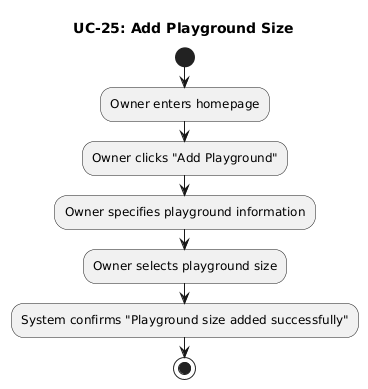 UC-25: Add Playground Size
Owner enters homepage
Owner clicks "Add Playground"
Owner specifies playground information
Owner selects playground size
System confirms "Playground size added successfully"